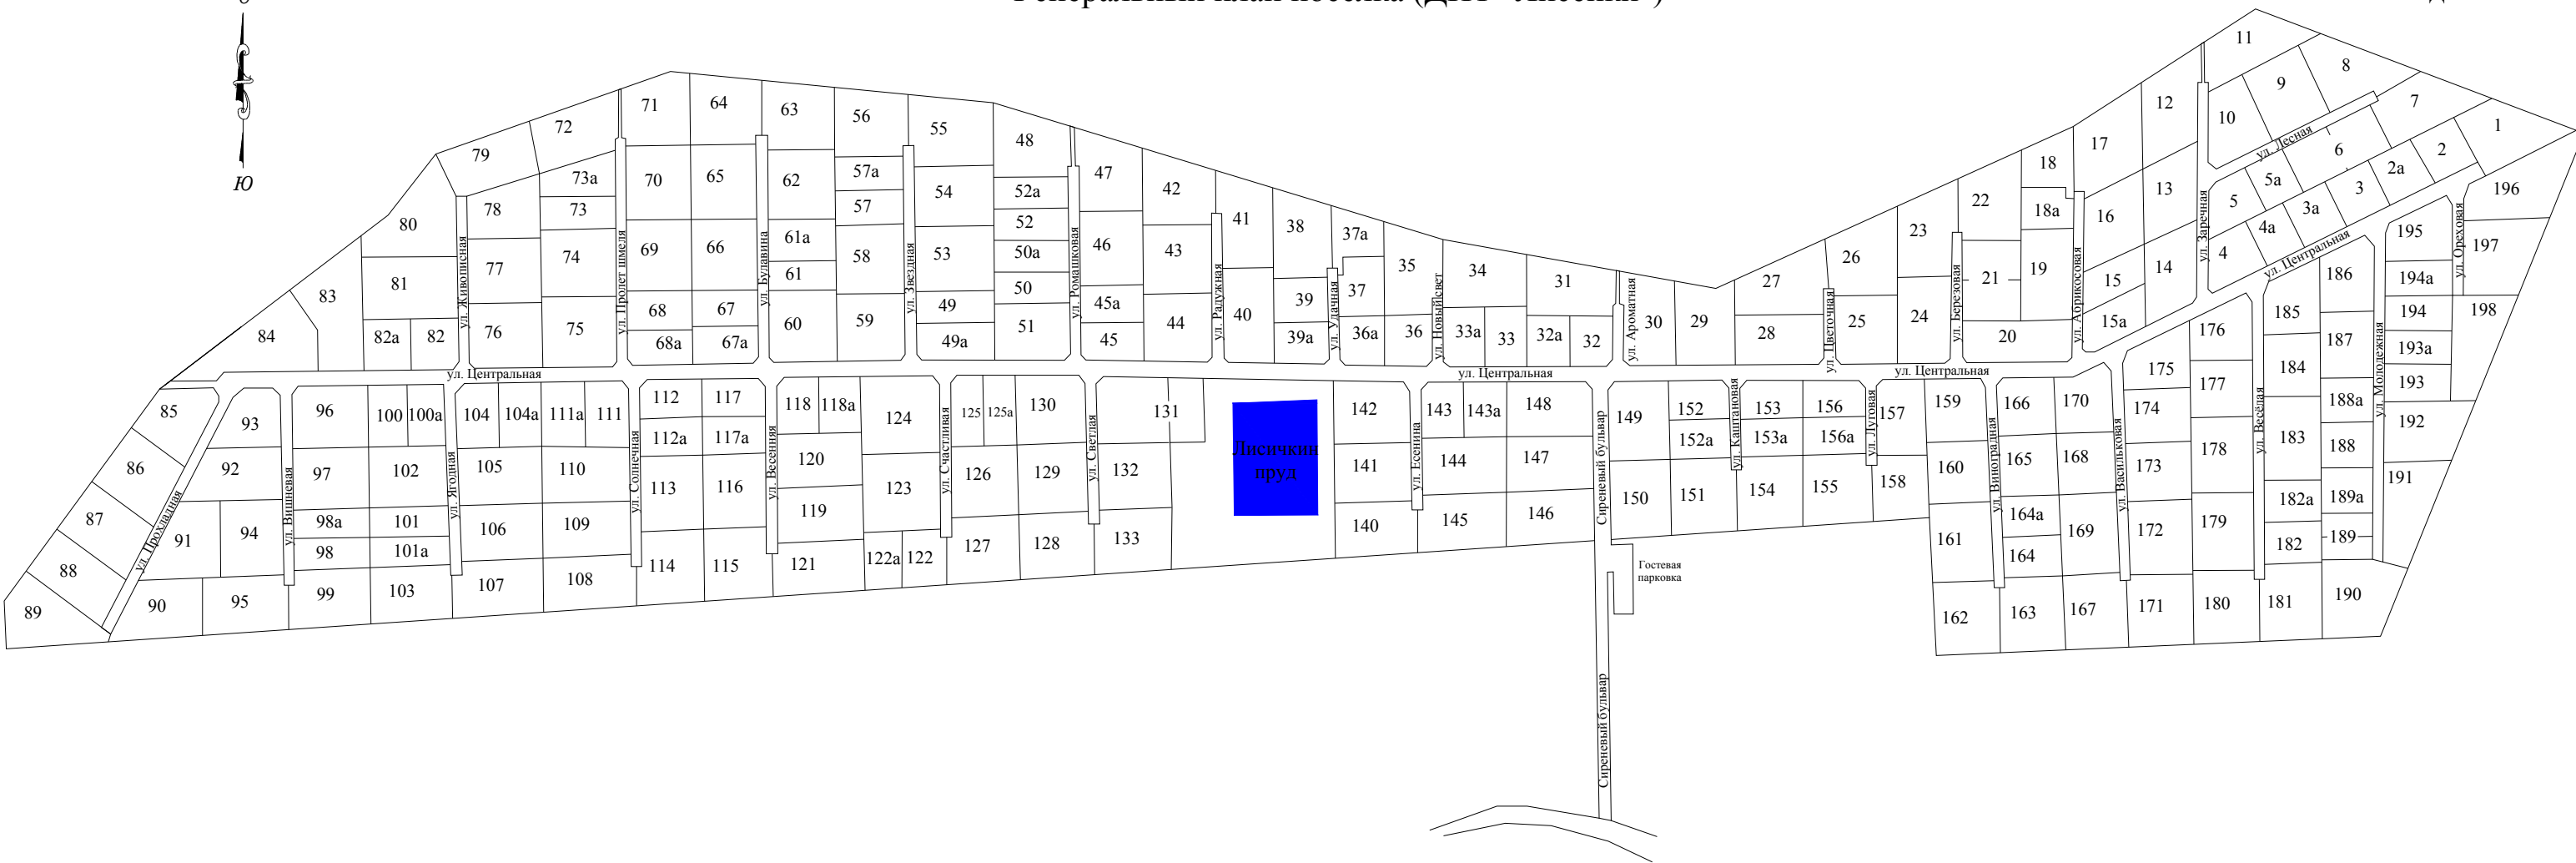 Генеральный план поселка (ДНТ "Лисенки")
Ю
11
8
9
7
10
12
1
17
6
2
2а
18
13
5а
3
196
22
18а
16
5
3а
4а
195
197
23
4
26
21
19
15
14
186
194а
27
24
25
15а
185
194
198
28
20
176
187
193а
175
184
193
177
188а
192
174
183
188
191
178
173
182а
189а
179
172
182
189
190
181
180
171
71
64
63
56
55
48
72
79
47
42
73а
70
65
62
57а
54
52а
78
73
57
52
41
38
37а
80
61а
50а
46
43
69
66
74
77
61
58
53
50
35
34
31
81
83
37
39
45а
68
67
49
40
44
51
75
76
60
59
84
82а
82
68а
67а
49а
45
39а
36а
36
33а
33
32а
32
30
29
ул. Лесная
ул. Заречная
ул. Центральная
ул. Ореховая
ул. Молодежная
ул. Весёлая
ул. Васильковая
ул. Виноградная
ул. Абрикосовая
ул. Березовая
ул. Цветочная
ул. Ароматная
ул. Новый свет
ул. Удачная
ул. Радужная
ул. Ромашковая
ул. Звездная
ул. Булавина
ул. Пролет шмеля
ул. Живописная
ул. Центральная
ул. Центральная
ул. Центральная
85
93
96
100
100а
104
104а
111а
111
112
117
118
118а
124
125
125а
130
131
142
143
143а
148
149
152
153
156
157
159
166
170
86
92
97
102
105
110
112а
117а
120
126
129
132
141
144
147
152а
153а
156а
160
165
168
87
91
94
98а
101
106
109
113
116
119
123
127
128
133
140
145
146
150
151
154
155
158
161
164а
169
164
88
98
101а
114
115
121
122а
122
89
90
95
99
103
107
108
162
163
167
Лисичкин
пруд
ул. Прохладная
ул. Вишневая
ул. Ягодная
ул. Солнечная
ул. Весенняя
ул. Счастливая
ул. Светлая
ул. Есенина
Сиреневый бульвар
ул. Каштановая
ул. Луговая
Гостевая
парковка
Сиреневый бульвар